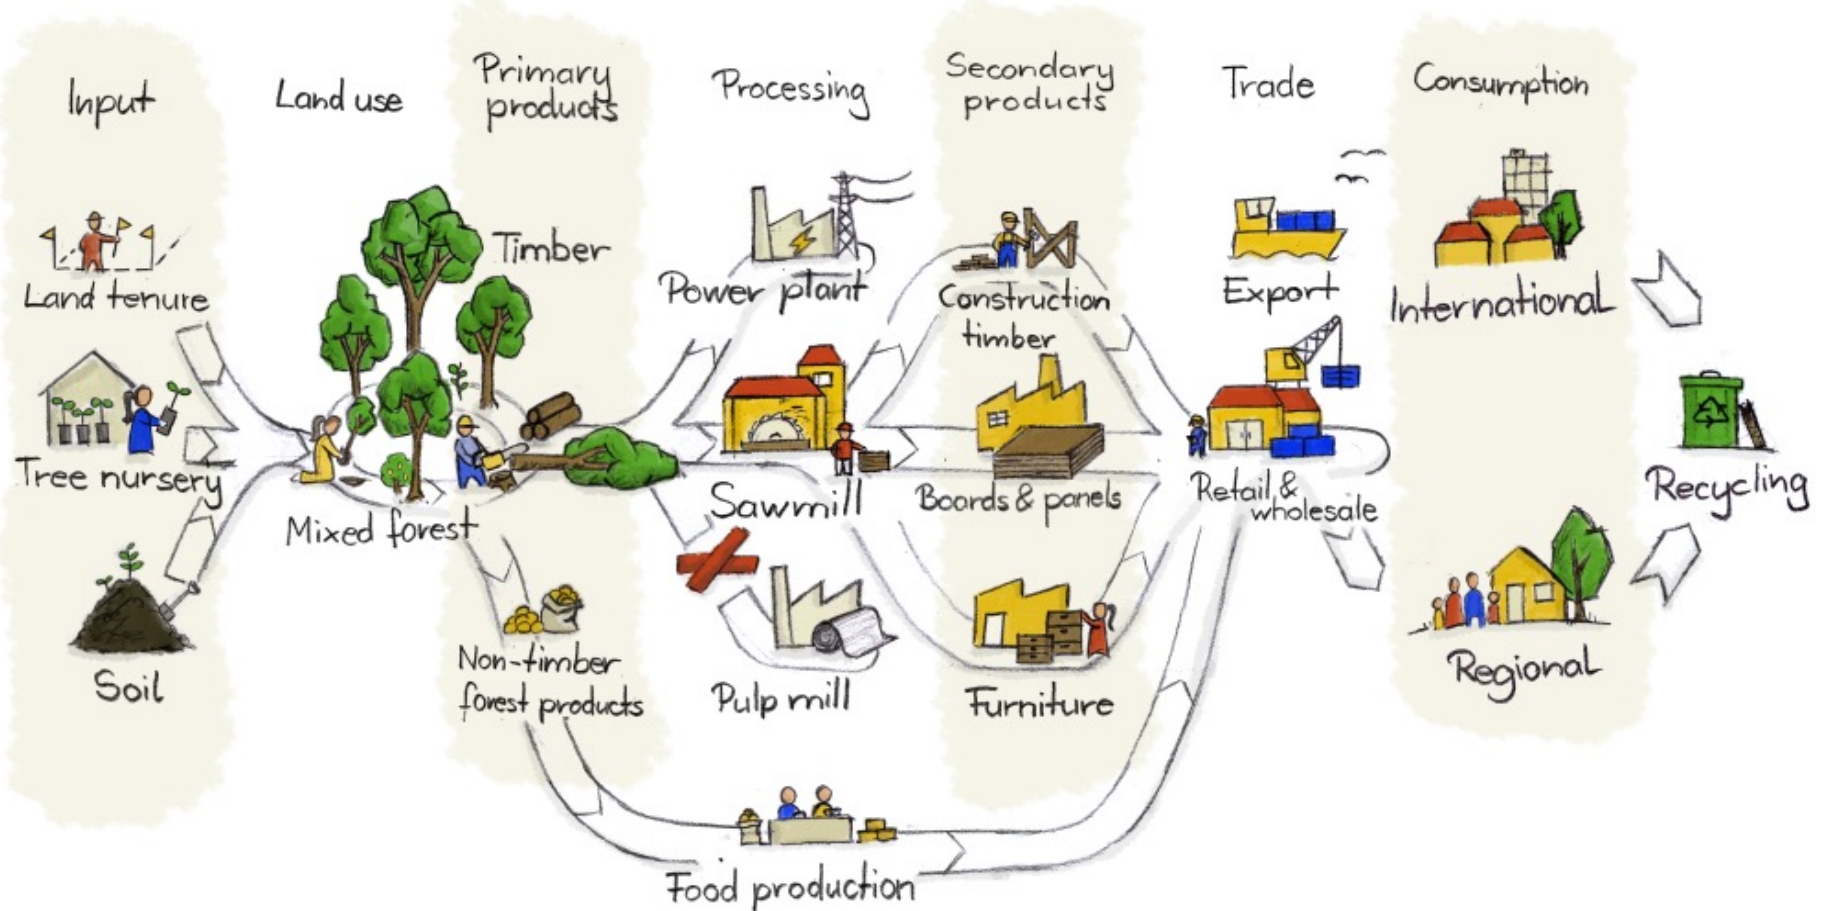 Input
Land use
Primary
products
Processing
Secondary
products
Trade
Consumption
Land tenure
Tree nursery
Soil
Mixed forest
Timber
Non-timber
forest products
Power plant
Sawmill
Pulp mill
Food production
Construction
timber
Boards & panels
Furniture
Export
Retail &
wholesale
International
Regional
Recycling